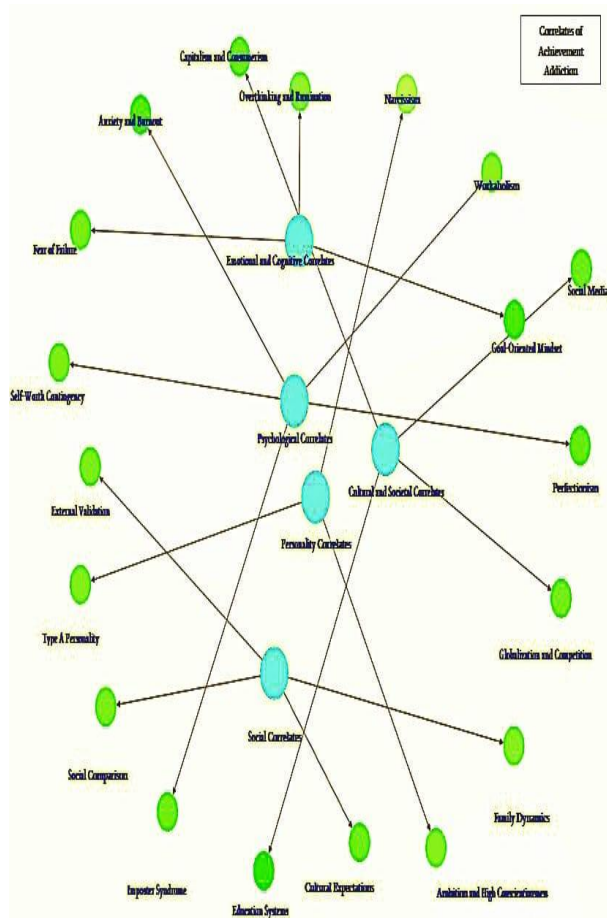 Correlates of
Achievement
Addiction
Capitalism and Consumerism
Overthinking and Rumination
Narcissism
Anxiety and Burnout
Workaholism
Fear of Failure
Emotional and Cognitive Correlates
Social Media
Goal-Oriented Mindset
Self-Worth Contingency
Psychological Correlates
Perfectionism
Cultural and Societal Correlates
External Validation
Personality Correlates
Type A Personality
Globalization and Competition
Social Correlates
Social Comparison
Family Dynamics
Imposter Syndrome
Cultural Expectations
Ambition and High Conscientiousness
Education Systems